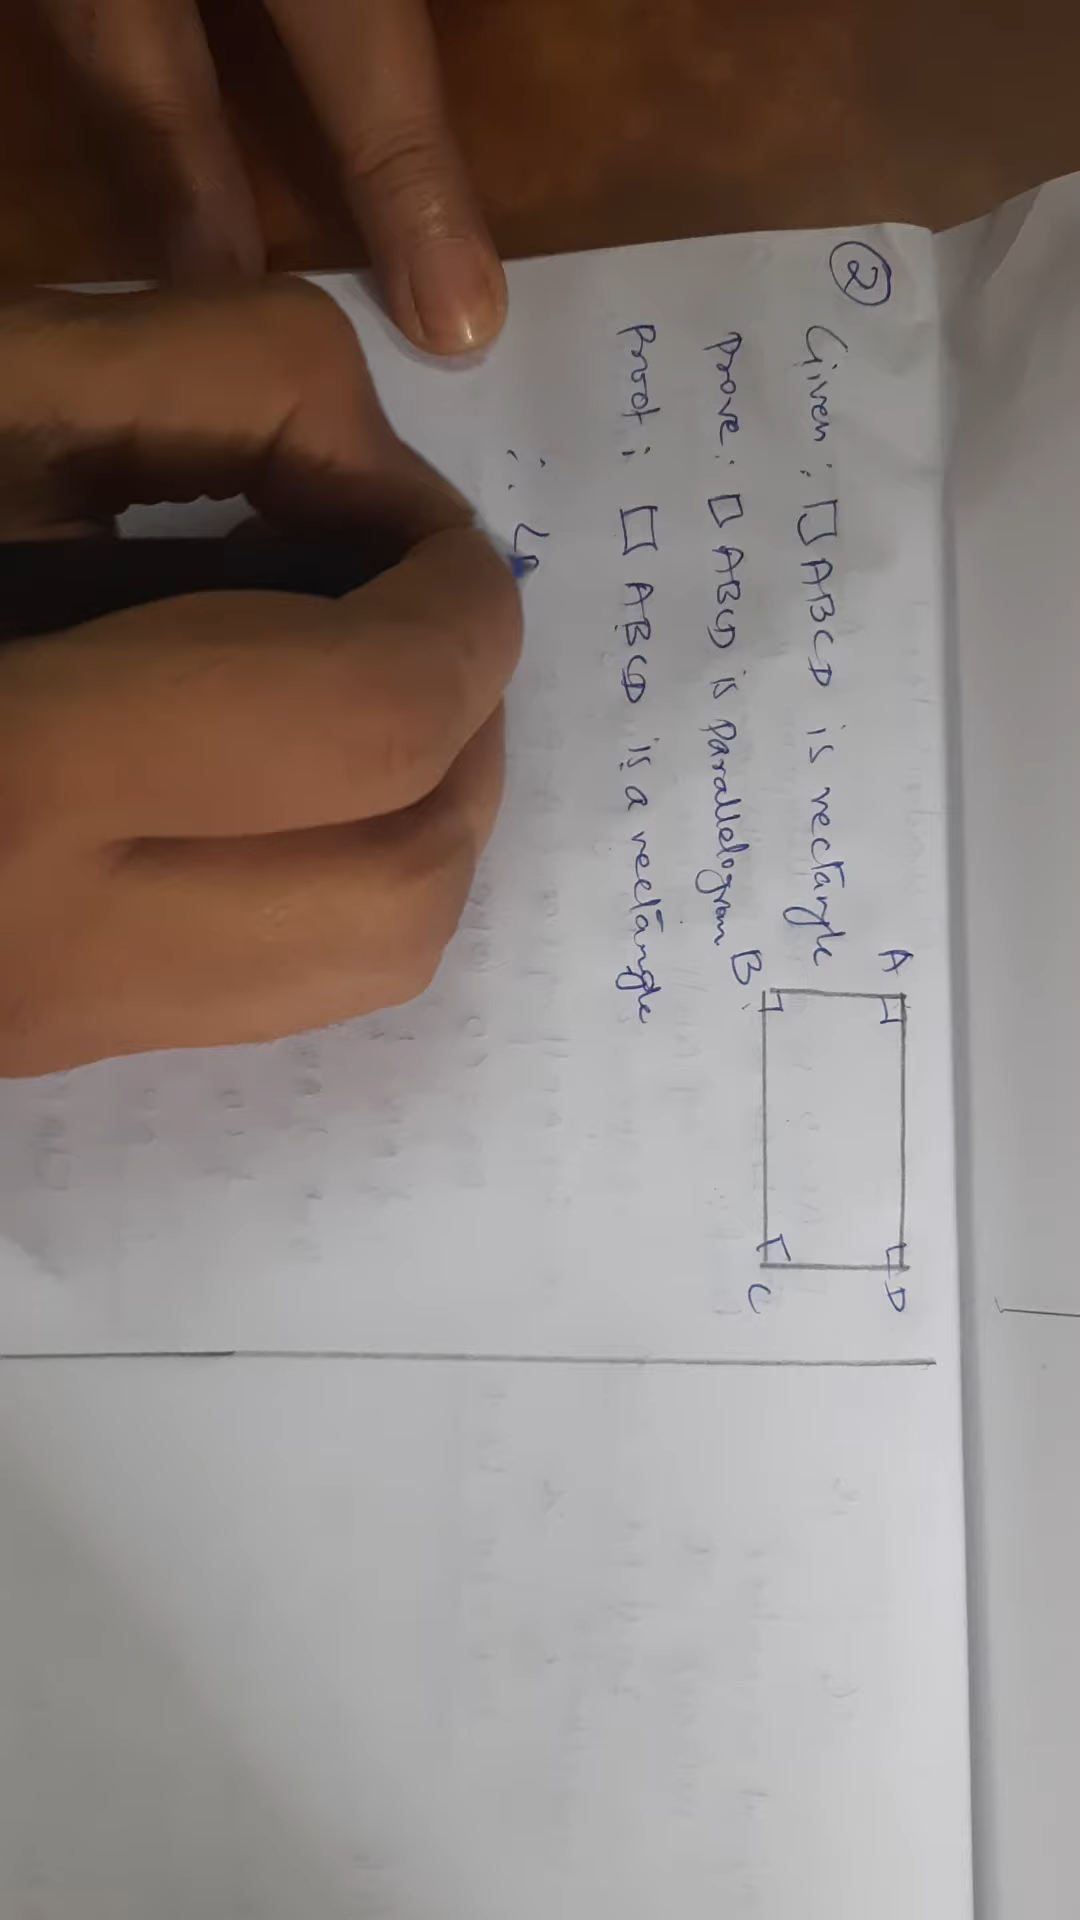 ②
Given : □ ABCD is rectangle
Prove : □ ABCD is parallelogram
Proof : □ ABCD is a rectangle
∴ ∠
A
D
B
C